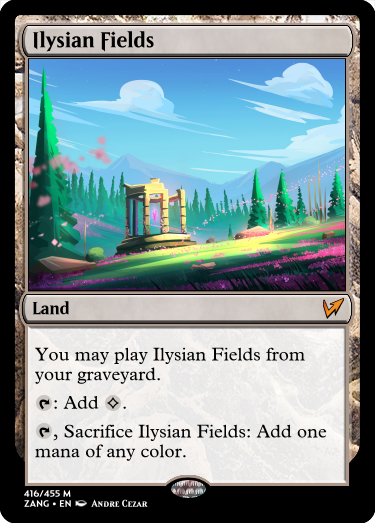 Ilysian Fields
Land
You may play Ilysian Fields from
your graveyard.
: Add .
, Sacrifice Ilysian Fields: Add one
mana of any color.
416/455 M
ZANG • EN Andre Cezar